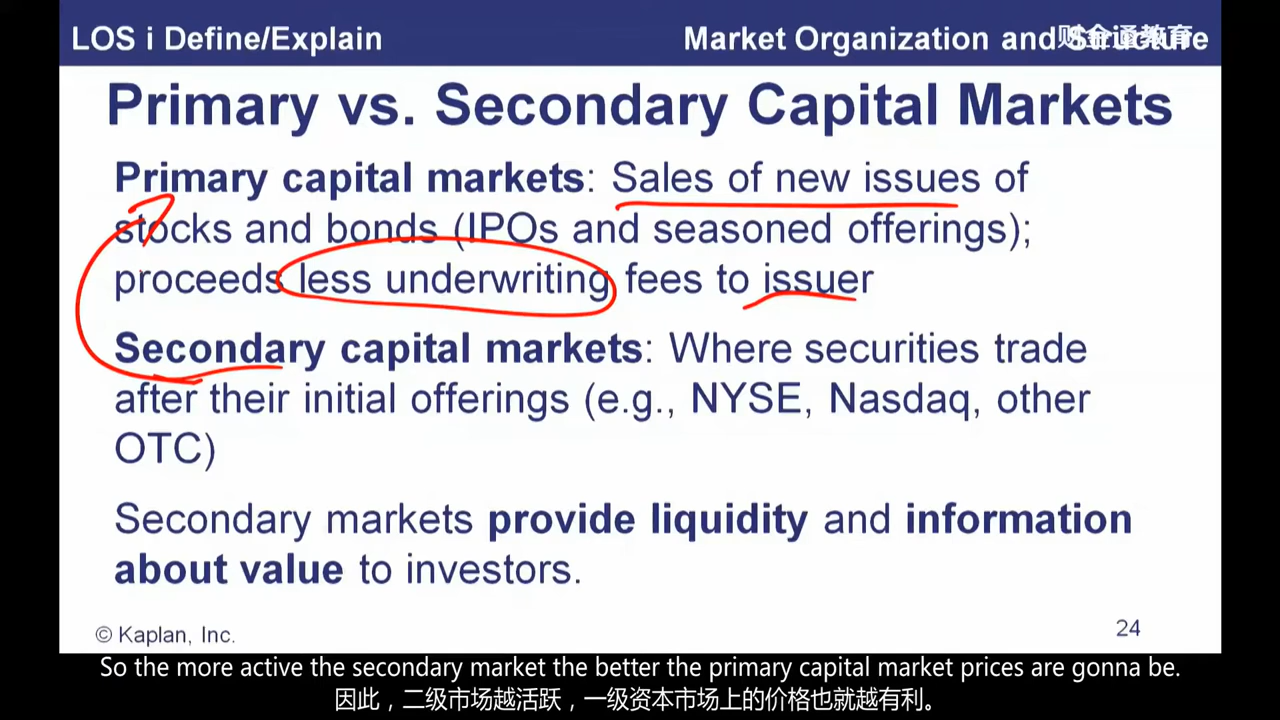 LOS i Define/Explain
Market Organization and Structure
财金通教育
Primary vs. Secondary Capital Markets
Primary capital markets: Sales of new issues of
stocks and bonds (IPOs and seasoned offerings);
proceeds less underwriting fees to issuer
Secondary capital markets: Where securities trade
after their initial offerings (e.g., NYSE, Nasdaq, other
OTC)
Secondary markets provide liquidity and information
about value to investors.
© Kaplan, Inc.
24
So the more active the secondary market the better the primary capital market prices are gonna be.
因此，二级市场越活跃，一级资本市场上的价格也就越有利。